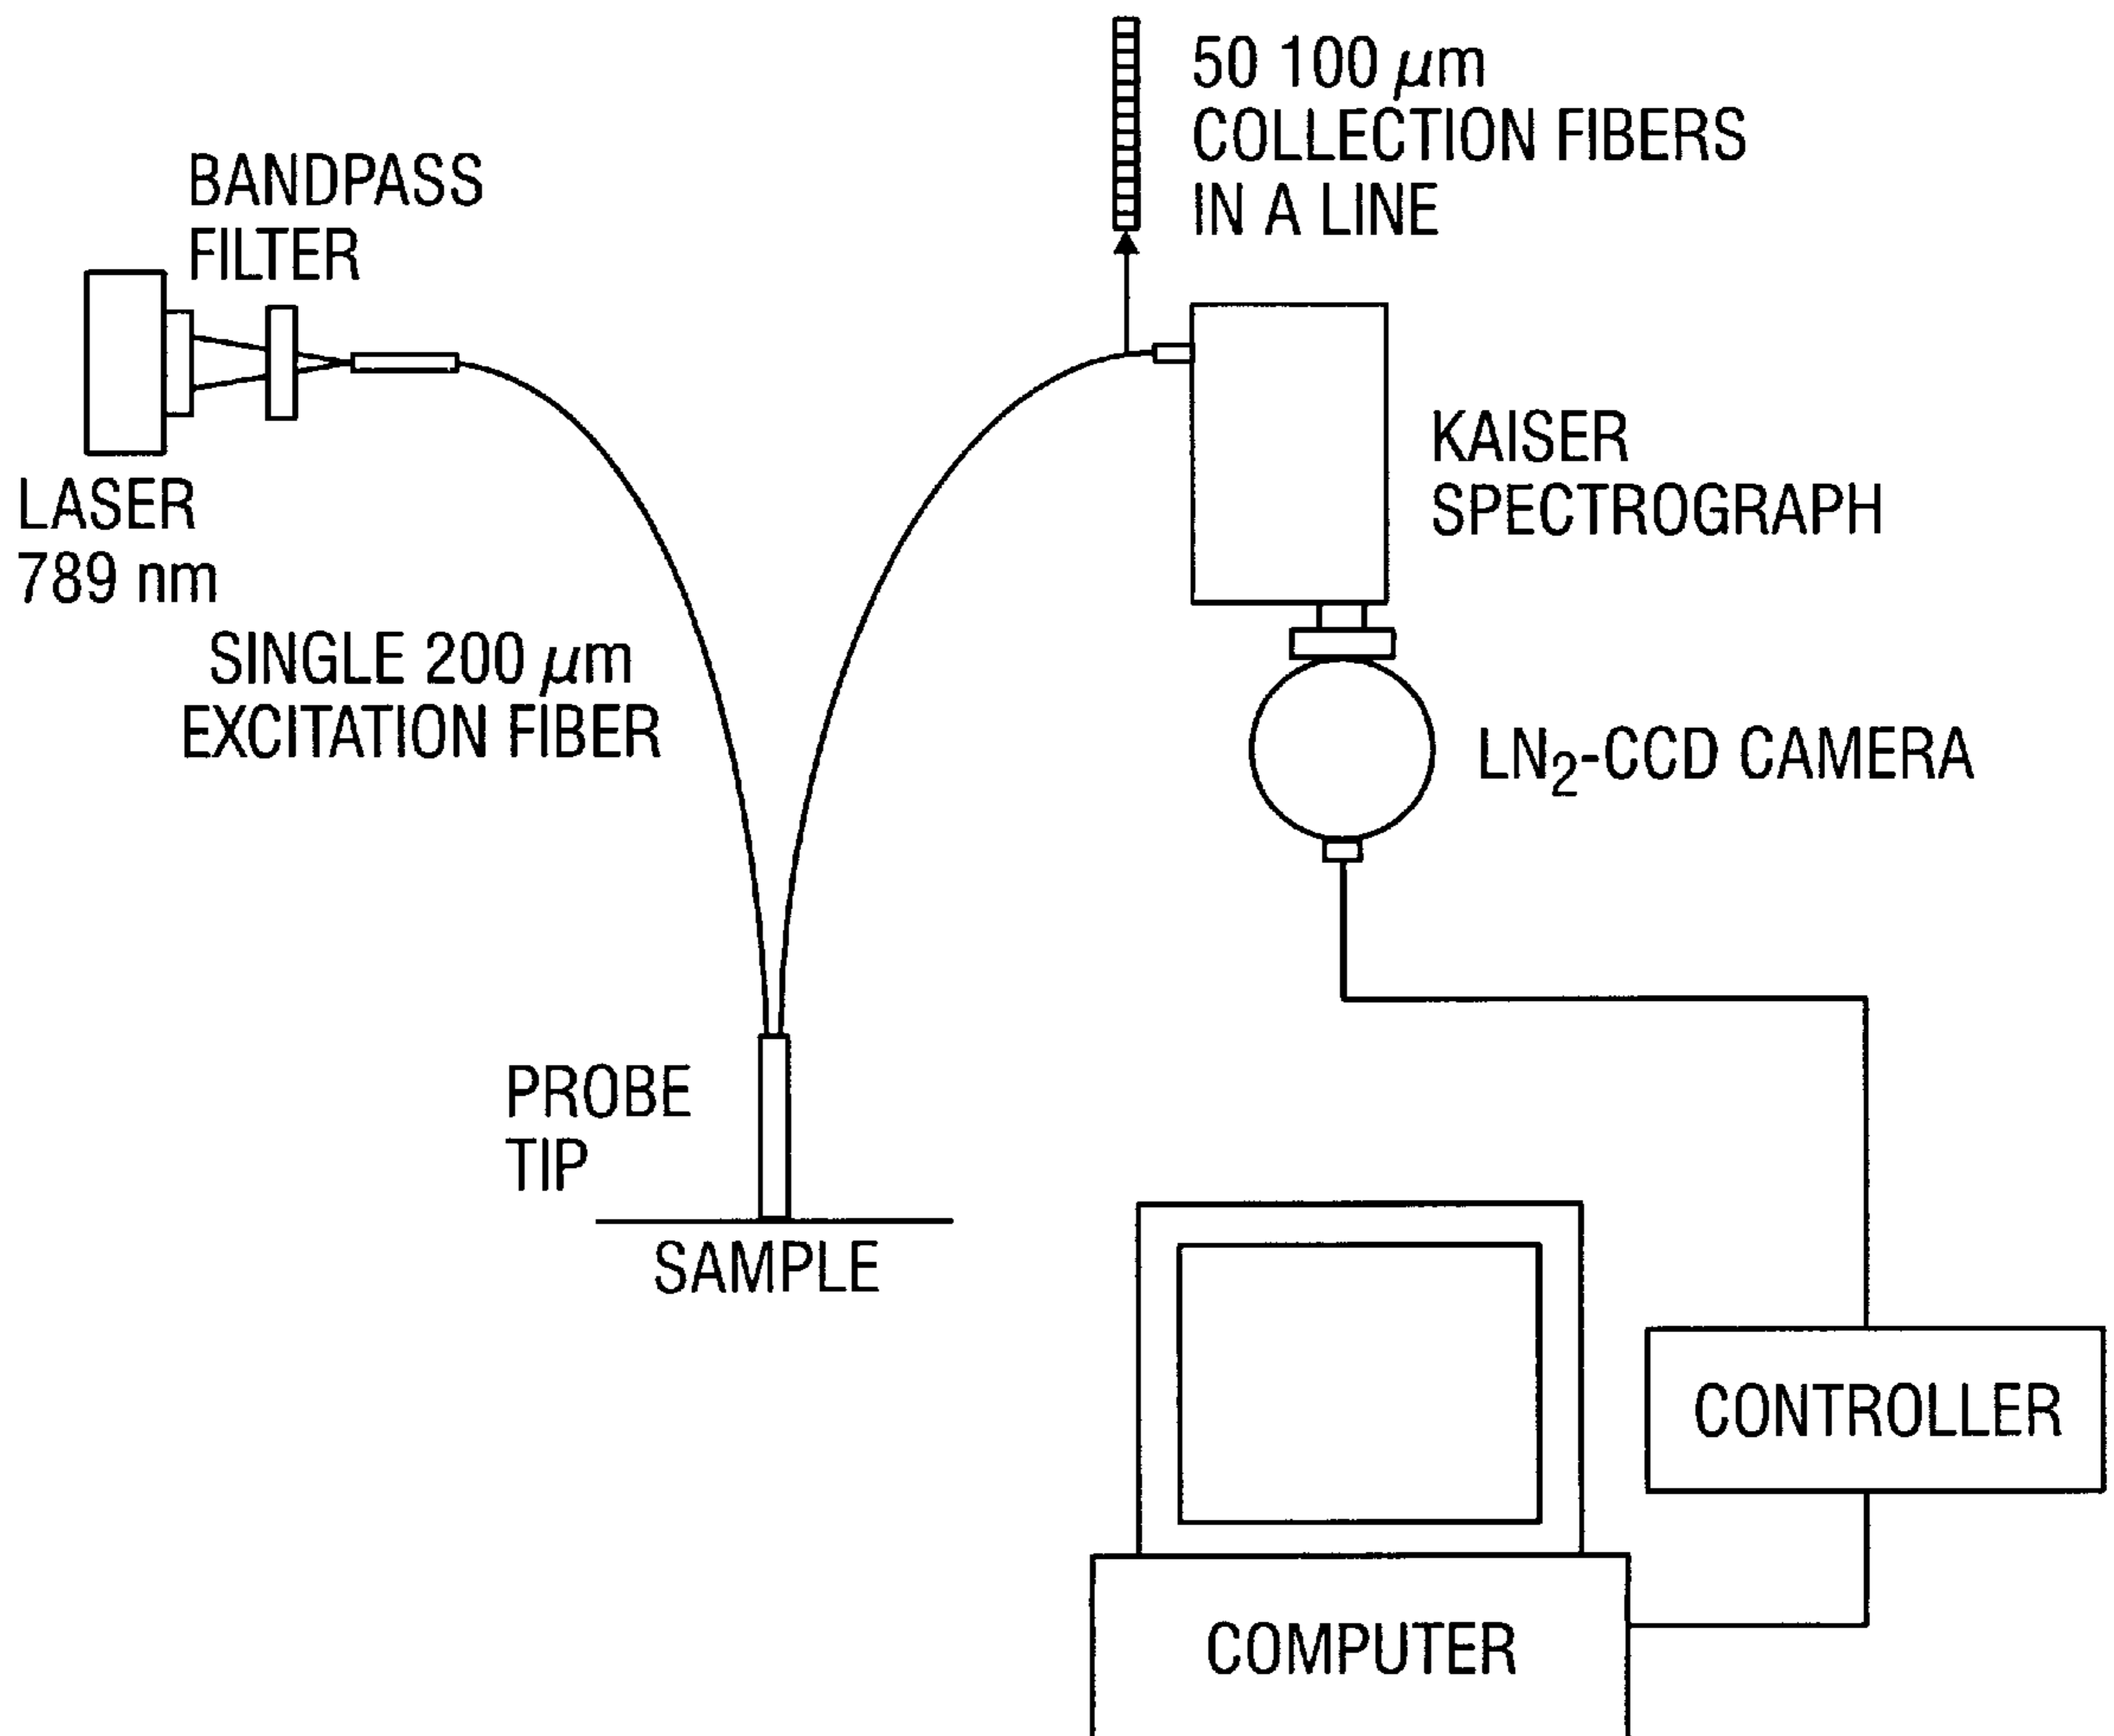 50 100 μm
COLLECTION FIBERS
IN A LINE
BANDPASS
FILTER
LASER
789 nm
KAISER
SPECTROGRAPH
SINGLE 200 μm
EXCITATION FIBER
LN₂-CCD CAMERA
PROBE
TIP
SAMPLE
CONTROLLER
COMPUTER